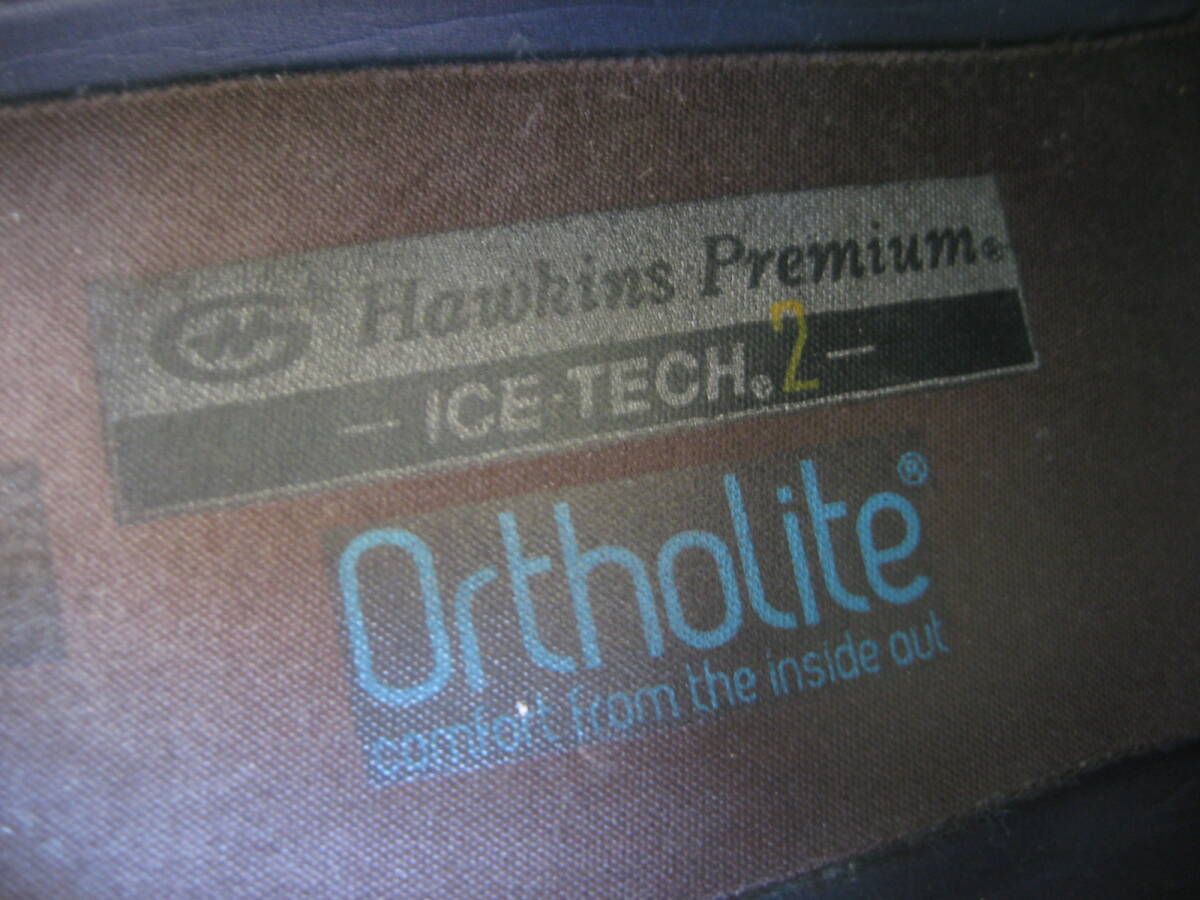 Hawkins Premium®
— ICE-TECH® 2 —
Ortholite®
comfort from the inside out